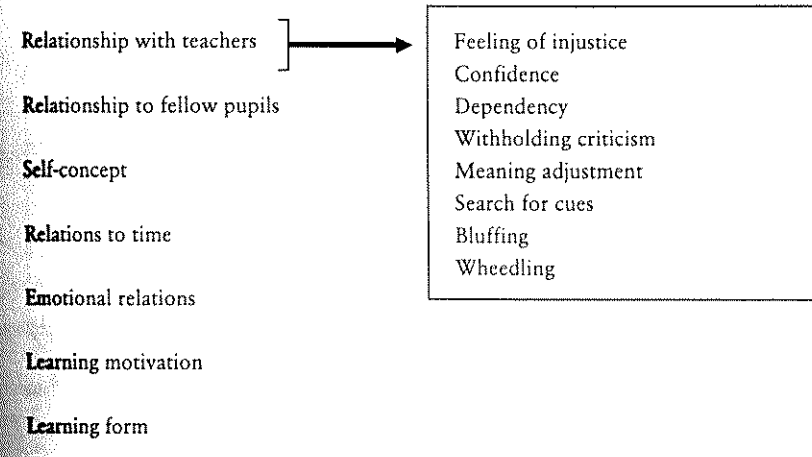 Relationship with teachers
Relationship to fellow pupils
Self-concept
Relations to time
Emotional relations
Learning motivation
Learning form
Feeling of injustice
Confidence
Dependency
Withholding criticism
Meaning adjustment
Search for cues
Bluffing
Wheedling